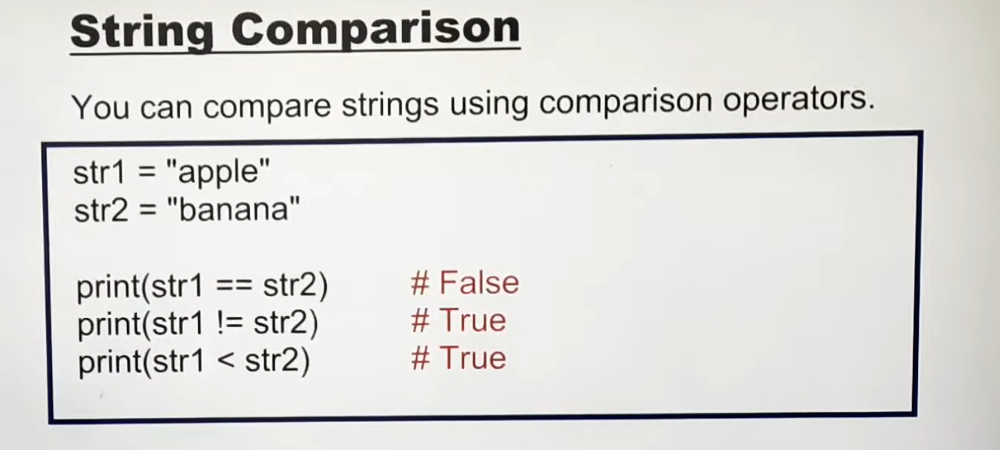 String Comparison
You can compare strings using comparison operators.
str1 = "apple"
str2 = "banana"
print(str1 == str2) # False
print(str1 != str2) # True
print(str1 < str2) # True